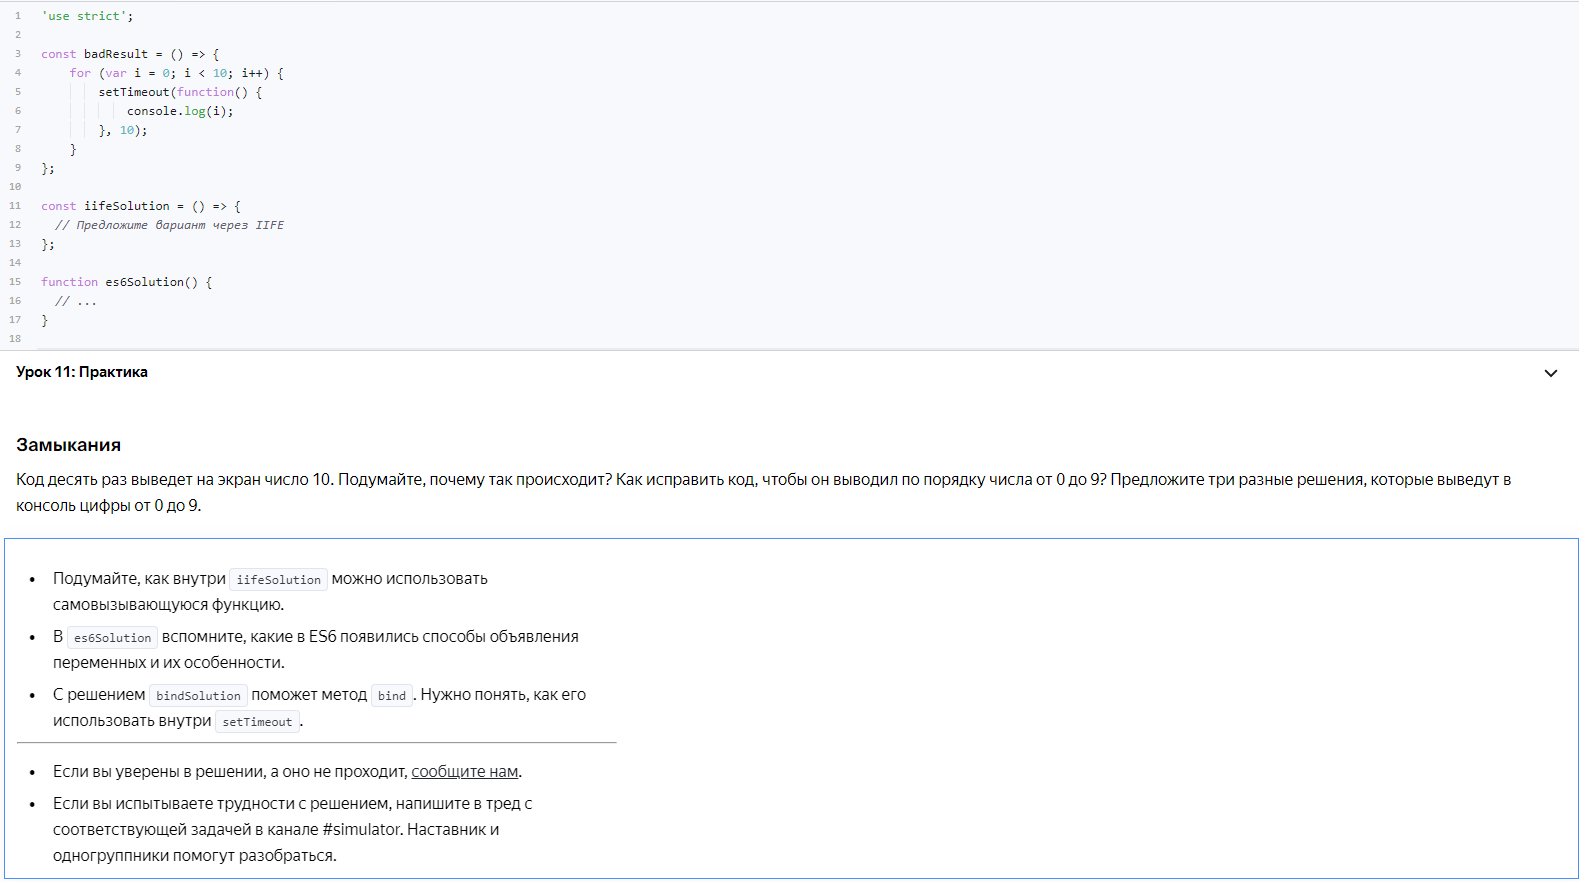 1 'use strict';
2
3 const badResult = () => {
4 for (var i = 0; i < 10; i++) {
5 setTimeout(function() {
6 console.log(i);
7 }, 10);
8 }
9 };
10
11 const iifeSolution = () => {
12 // Предложите вариант через IIFE
13 };
14
15 function es6Solution() {
16 // ...
17 }
18
Урок 11: Практика
Замыкания
Код десять раз выведет на экран число 10. Подумайте, почему так происходит? Как исправить код, чтобы он выводил по порядку числа от 0 до 9? Предложите три разные решения, которые выведут в
консоль цифры от 0 до 9.
• Подумайте, как внутри iifeSolution можно использовать
самовызывающуюся функцию.
• В es6Solution вспомните, какие в ES6 появились способы объявления
переменных и их особенности.
• С решением bindSolution поможет метод bind. Нужно понять, как его
использовать внутри setTimeout.
• Если вы уверены в решении, а оно не проходит, сообщите нам.
• Если вы испытываете трудности с решением, напишите в тред с
соответствующей задачей в канале #simulator. Наставник и
одногруппники помогут разобраться.